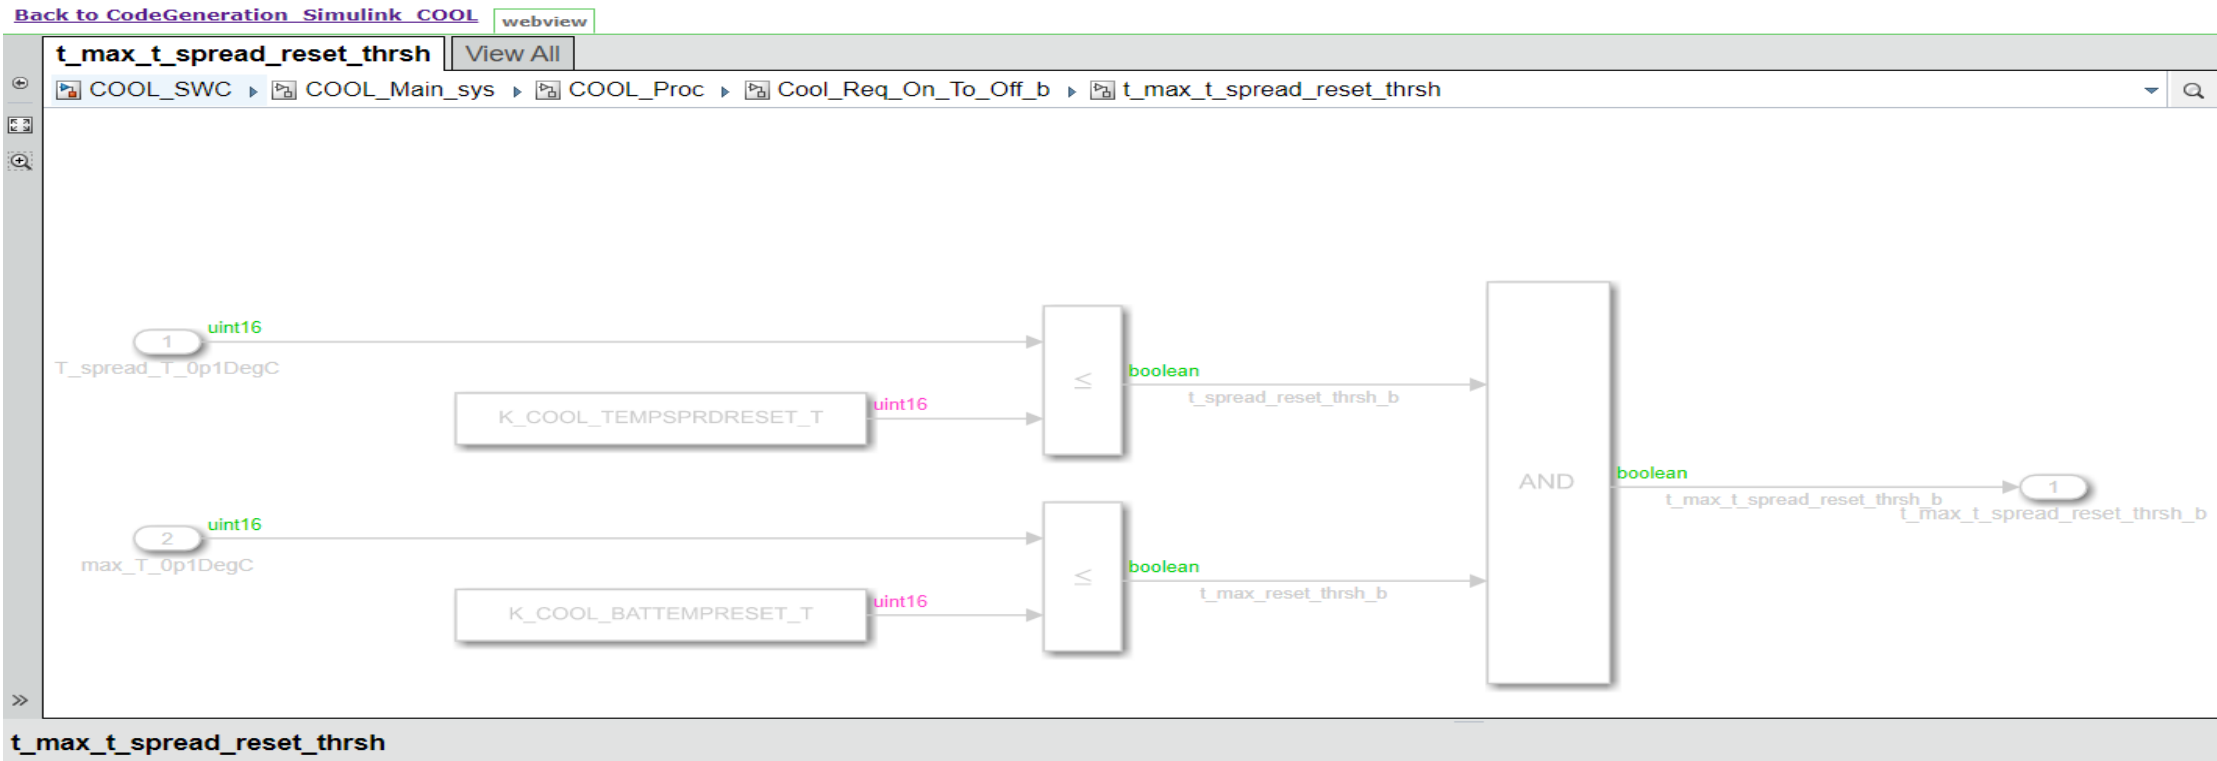 Back to CodeGeneration_Simulink_COOL webview
t_max_t_spread_reset_thrsh View All
COOL_SWC COOL_Main_sys COOL_Proc Cool_Req_On_To_Off_b t_max_t_spread_reset_thrsh
1 uint16
T_spread_T_0p1DegC
K_COOL_TEMPSPRDRESET_T uint16
≤ boolean
t_spread_reset_thrsh_b
2 uint16
max_T_0p1DegC
K_COOL_BATTEMPRESET_T uint16
≤ boolean
t_max_reset_thrsh_b
AND boolean
t_max_t_spread_reset_thrsh_b
1
t_max_t_spread_reset_thrsh_b
t_max_t_spread_reset_thrsh